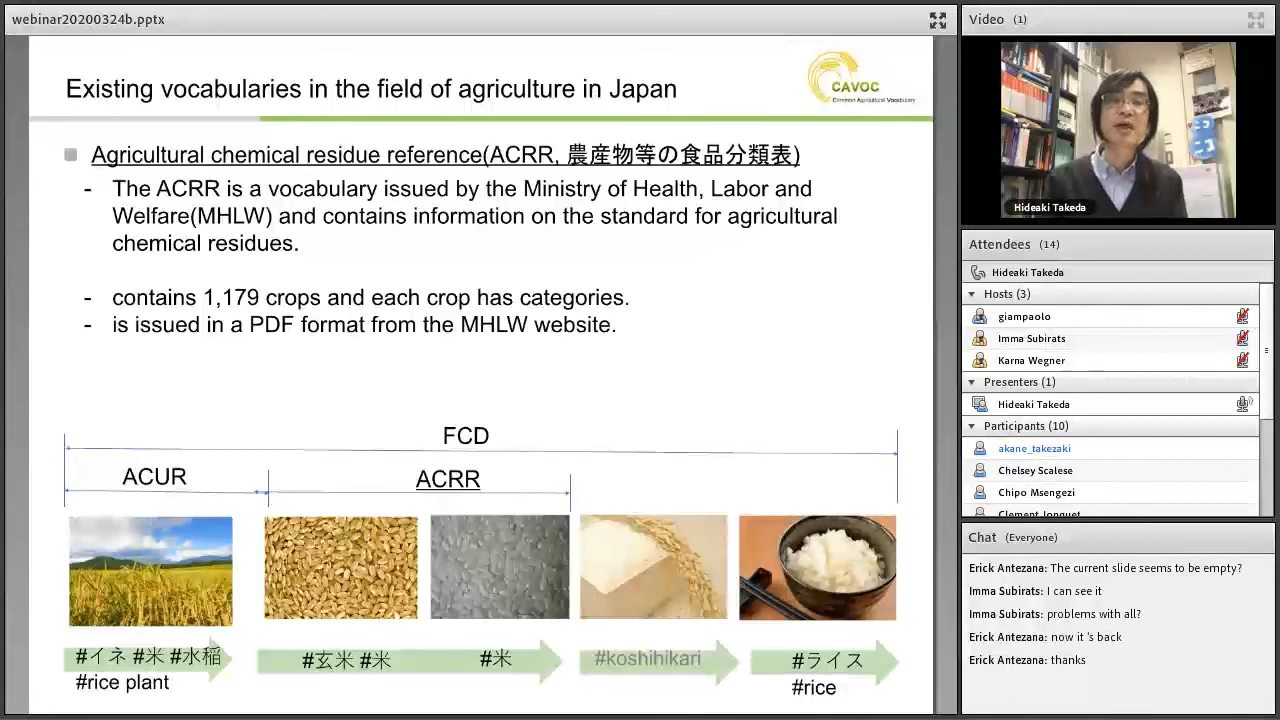 webinar20200324b.pptx
Existing vocabularies in the field of agriculture in Japan
CAVOC
Common Agricultural Vocabulary
Agricultural chemical residue reference(ACRR, 農産物等の食品分類表)
- The ACRR is a vocabulary issued by the Ministry of Health, Labor and
Welfare(MHLW) and contains information on the standard for agricultural
chemical residues.
- contains 1,179 crops and each crop has categories.
- is issued in a PDF format from the MHLW website.
FCD
ACUR
ACRR
#イネ #米 #水稲
#rice plant
#玄米 #米
#米
#koshihikari
#ライス
#rice
Video (1)
Hideaki Takeda
Attendees (14)
Hideaki Takeda
Hosts (3)
giampaolo
Imma Subirats
Karna Wegner
Presenters (1)
Hideaki Takeda
Participants (10)
akane_takezaki
Chelsey Scalese
Chipo Msengezi
Clement Jonquet
Chat (Everyone)
Erick Antezana: The current slide seems to be empty?
Imma Subirats: I can see it
Imma Subirats: problems with all?
Erick Antezana: now it 's back
Erick Antezana: thanks